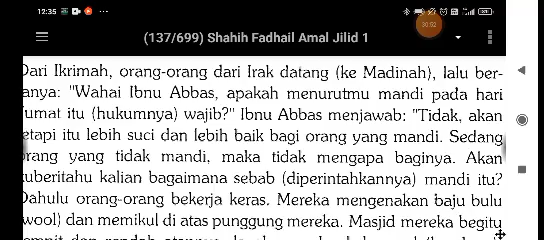 12:35
30:52
(137/699) Shahih Fadhail Amal Jilid 1
Dari Ikrimah, orang-orang dari Irak datang (ke Madinah), lalu ber-
anya: "Wahai Ibnu Abbas, apakah menurutmu mandi pada hari
umat itu (hukumnya) wajib?" Ibnu Abbas menjawab: "Tidak, akan
etapi itu lebih suci dan lebih baik bagi orang yang mandi. Sedang
orang yang tidak mandi, maka tidak mengapa baginya. Akan
kuberitahu kalian bagaimana sebab (diperintahkannya) mandi itu?
Dahulu orang-orang bekerja keras. Mereka mengenakan baju bulu
wool) dan memikul di atas punggung mereka. Masjid mereka begitu